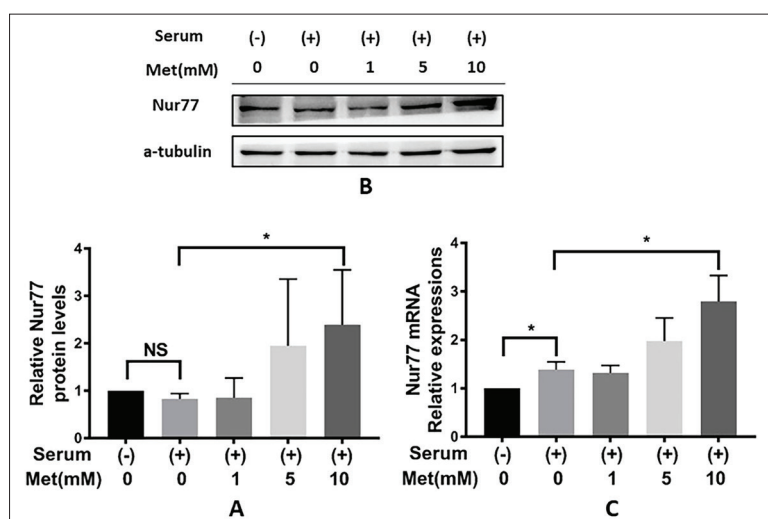 Serum (-) (+) (+) (+) (+)
Met(mM) 0 0 1 5 10
Nur77
a-tubulin
B
Relative Nur77
protein levels
4
3
2
1
0
NS
*
Serum (-) (+) (+) (+) (+)
Met(mM) 0 0 1 5 10
A
Nur77 mRNA
Relative expressions
4
3
2
1
0
*
*
Serum (-) (+) (+) (+) (+)
Met(mM) 0 0 1 5 10
C